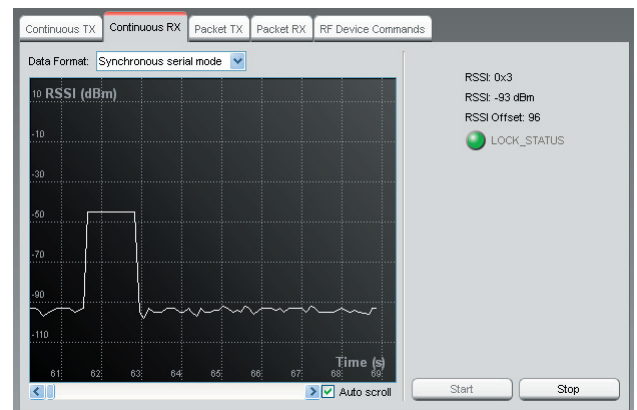 Continuous TX
Continuous RX
Packet TX
Packet RX
RF Device Commands
Data Format: Synchronous serial mode
10 RSSI (dBm)
-10
-30
-50
-70
-90
-110
Time (s)
61 62 63 64 65 66 67 68 69
Auto scroll
RSSI: 0x3
RSSI: -93 dBm
RSSI Offset: 96
LOCK_STATUS
Start
Stop